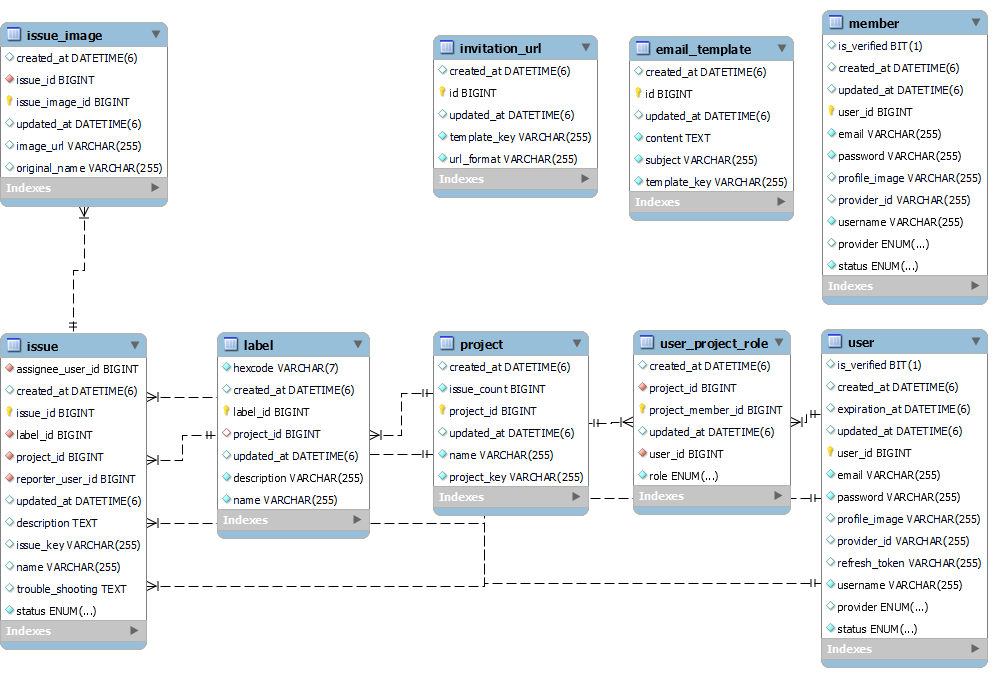 issue_image
created_at DATETIME(6)
issue_id BIGINT
issue_image_id BIGINT
updated_at DATETIME(6)
image_url VARCHAR(255)
original_name VARCHAR(255)
Indexes
invitation_url
created_at DATETIME(6)
id BIGINT
updated_at DATETIME(6)
template_key VARCHAR(255)
url_format VARCHAR(255)
Indexes
email_template
created_at DATETIME(6)
id BIGINT
updated_at DATETIME(6)
content TEXT
subject VARCHAR(255)
template_key VARCHAR(255)
Indexes
member
is_verified BIT(1)
created_at DATETIME(6)
updated_at DATETIME(6)
user_id BIGINT
email VARCHAR(255)
password VARCHAR(255)
profile_image VARCHAR(255)
provider_id VARCHAR(255)
username VARCHAR(255)
provider ENUM(...)
status ENUM(...)
Indexes
issue
assignee_user_id BIGINT
created_at DATETIME(6)
issue_id BIGINT
label_id BIGINT
project_id BIGINT
reporter_user_id BIGINT
updated_at DATETIME(6)
description TEXT
issue_key VARCHAR(255)
name VARCHAR(255)
trouble_shooting TEXT
status ENUM(...)
Indexes
label
hexcode VARCHAR(7)
created_at DATETIME(6)
label_id BIGINT
project_id BIGINT
updated_at DATETIME(6)
description VARCHAR(255)
name VARCHAR(255)
Indexes
project
created_at DATETIME(6)
issue_count BIGINT
project_id BIGINT
updated_at DATETIME(6)
name VARCHAR(255)
project_key VARCHAR(255)
Indexes
user_project_role
created_at DATETIME(6)
project_id BIGINT
project_member_id BIGINT
updated_at DATETIME(6)
user_id BIGINT
role ENUM(...)
Indexes
user
is_verified BIT(1)
created_at DATETIME(6)
expiration_at DATETIME(6)
updated_at DATETIME(6)
user_id BIGINT
email VARCHAR(255)
password VARCHAR(255)
profile_image VARCHAR(255)
provider_id VARCHAR(255)
refresh_token VARCHAR(255)
username VARCHAR(255)
provider ENUM(...)
status ENUM(...)
Indexes